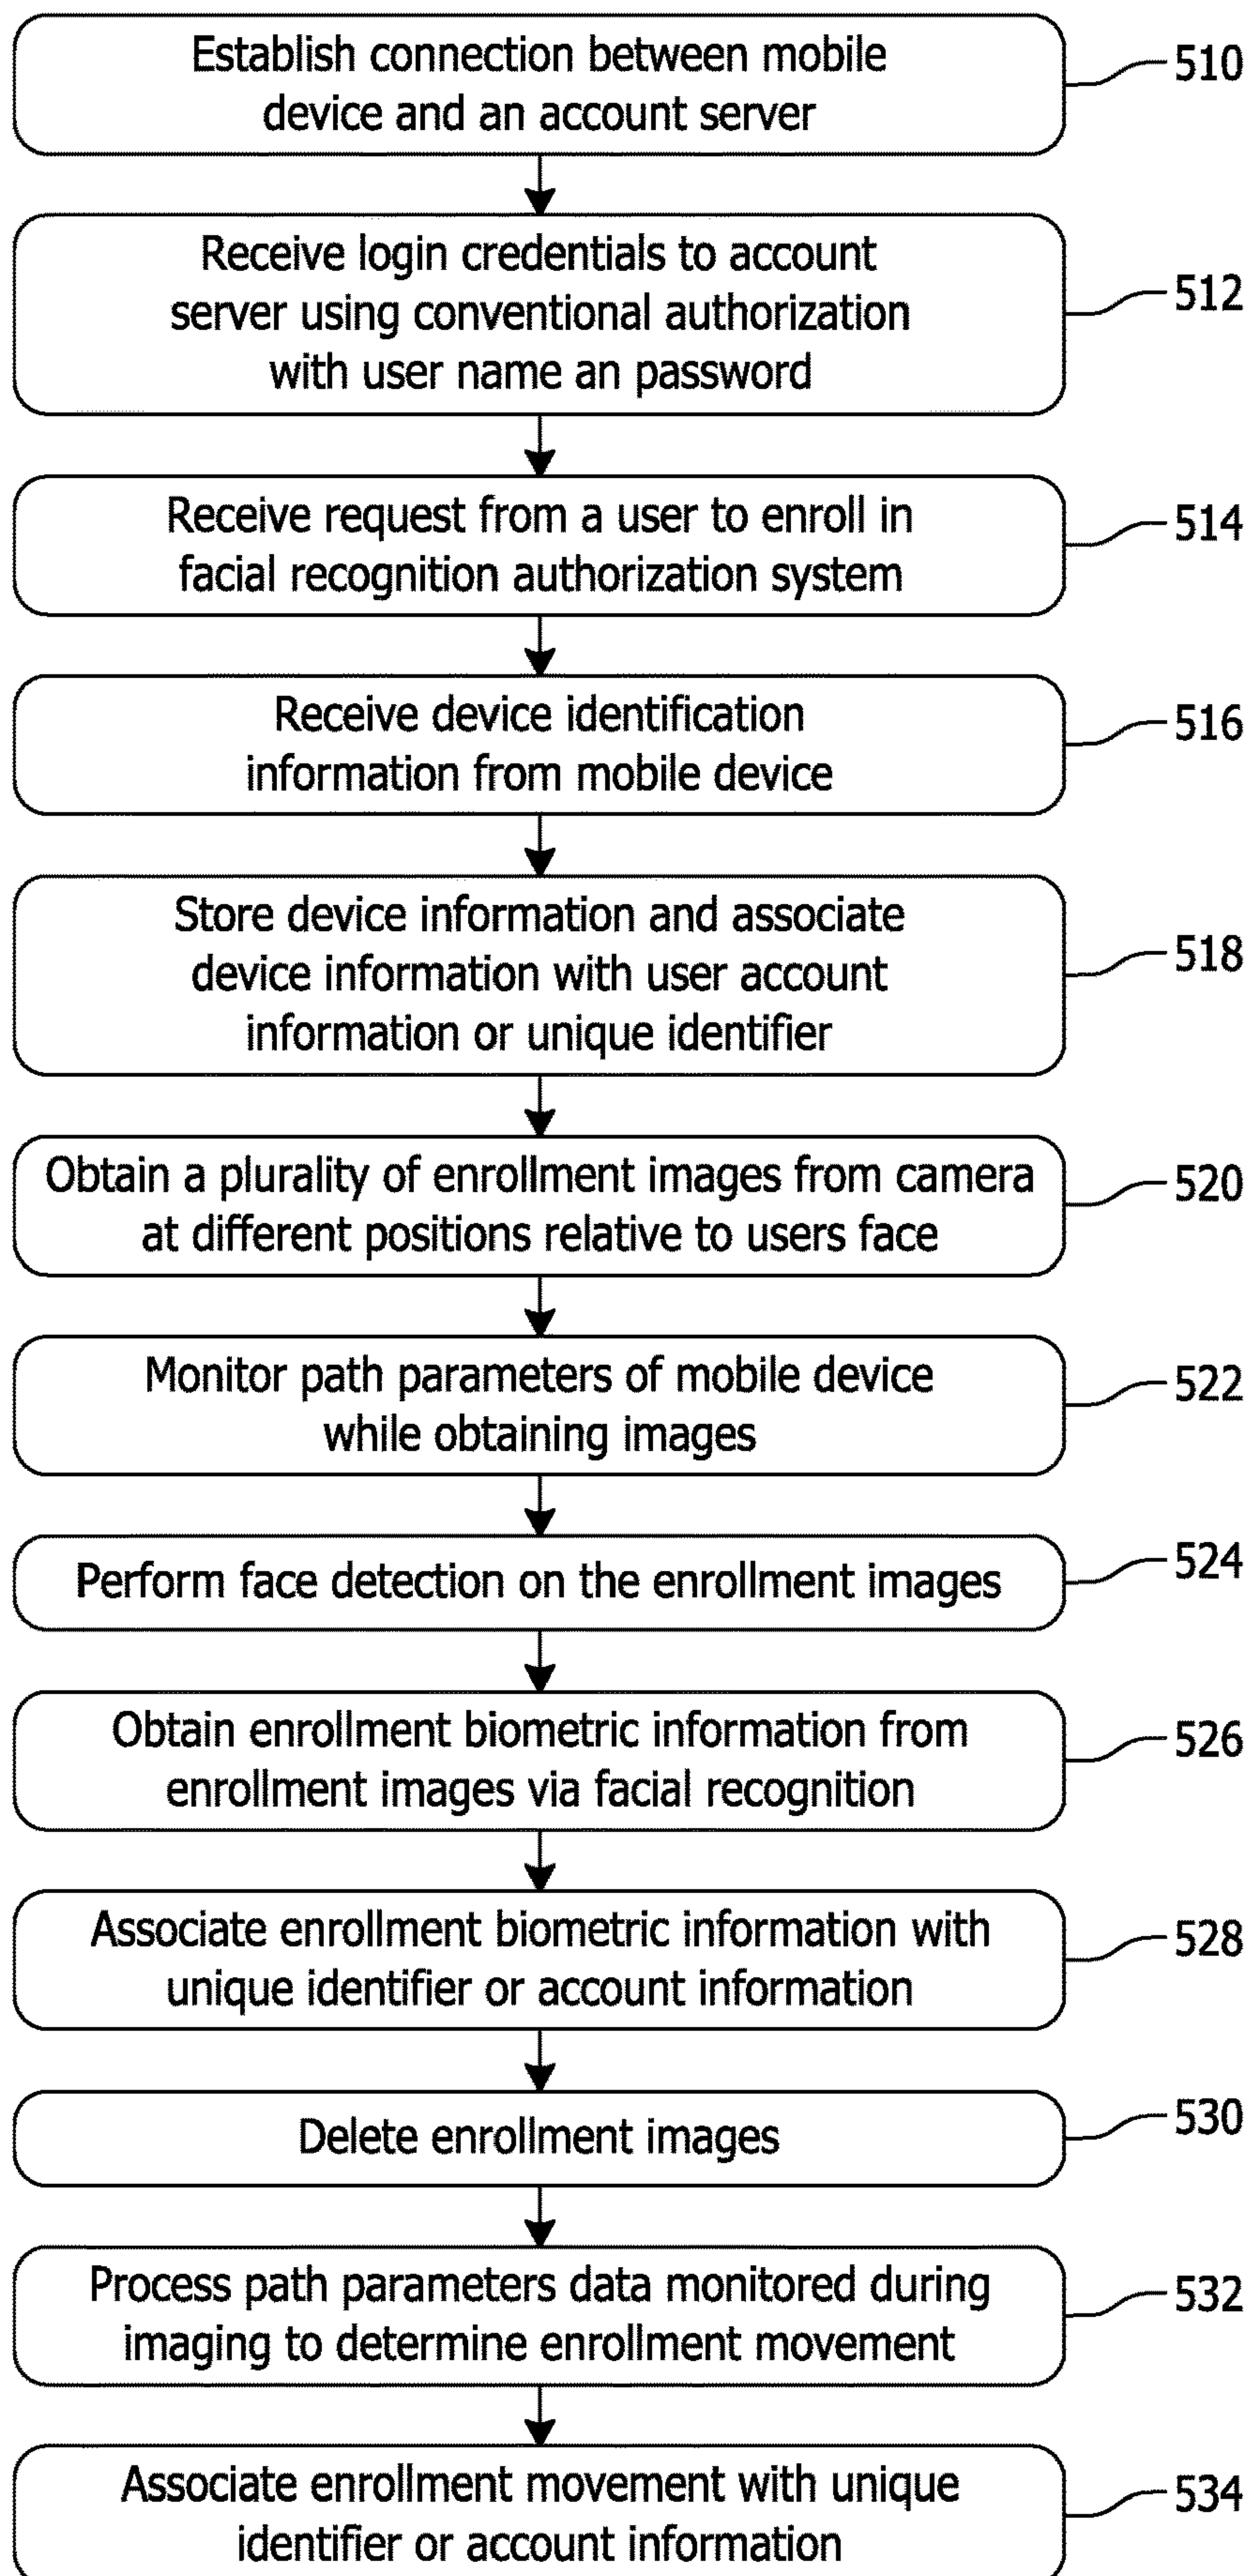 Establish connection between mobile
device and an account server
510
Receive login credentials to account
server using conventional authorization
with user name an password
512
Receive request from a user to enroll in
facial recognition authorization system
514
Receive device identification
information from mobile device
516
Store device information and associate
device information with user account
information or unique identifier
518
Obtain a plurality of enrollment images from camera
at different positions relative to users face
520
Monitor path parameters of mobile device
while obtaining images
522
Perform face detection on the enrollment images
524
Obtain enrollment biometric information from
enrollment images via facial recognition
526
Associate enrollment biometric information with
unique identifier or account information
528
Delete enrollment images
530
Process path parameters data monitored during
imaging to determine enrollment movement
532
Associate enrollment movement with unique
identifier or account information
534